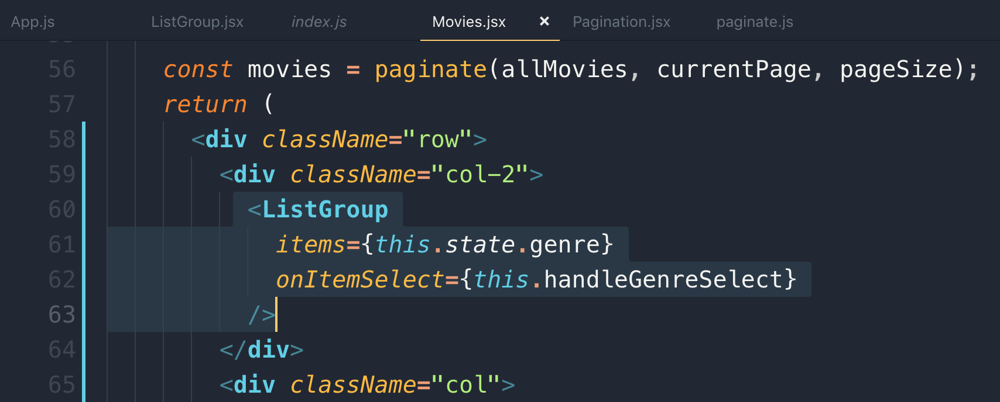 App.js ListGroup.jsx index.js Movies.jsx × Pagination.jsx paginate.js
56 const movies = paginate(allMovies, currentPage, pageSize);
57 return (
58 <div className="row">
59 <div className="col-2">
60 <ListGroup
61 items={this.state.genre}
62 onItemSelect={this.handleGenreSelect}
63 />
64 </div>
65 <div className="col">